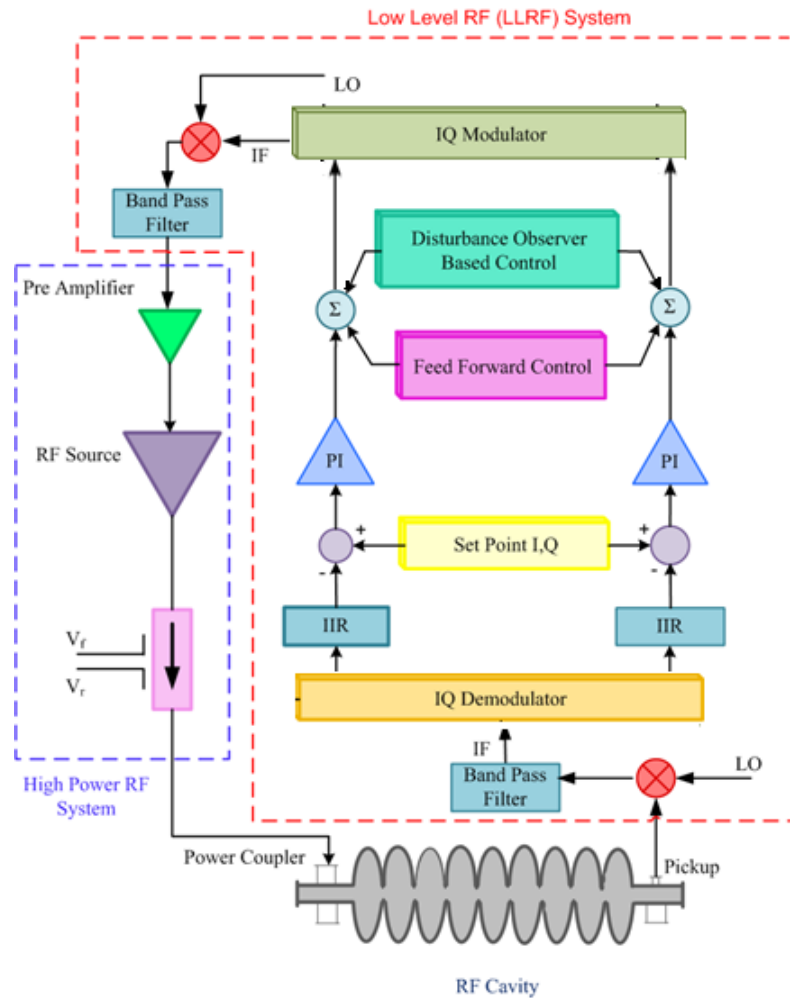 Low Level RF (LLRF) System
LO
IQ Modulator
IF
Band Pass
Filter
Disturbance Observer
Based Control
Pre Amplifier
Σ
Σ
Feed Forward Control
RF Source
PI
PI
+
Set Point I,Q
+
-
-
IIR
IIR
Vf
Vr
IQ Demodulator
IF
LO
High Power RF
System
Band Pass
Filter
Power Coupler
Pickup
RF Cavity